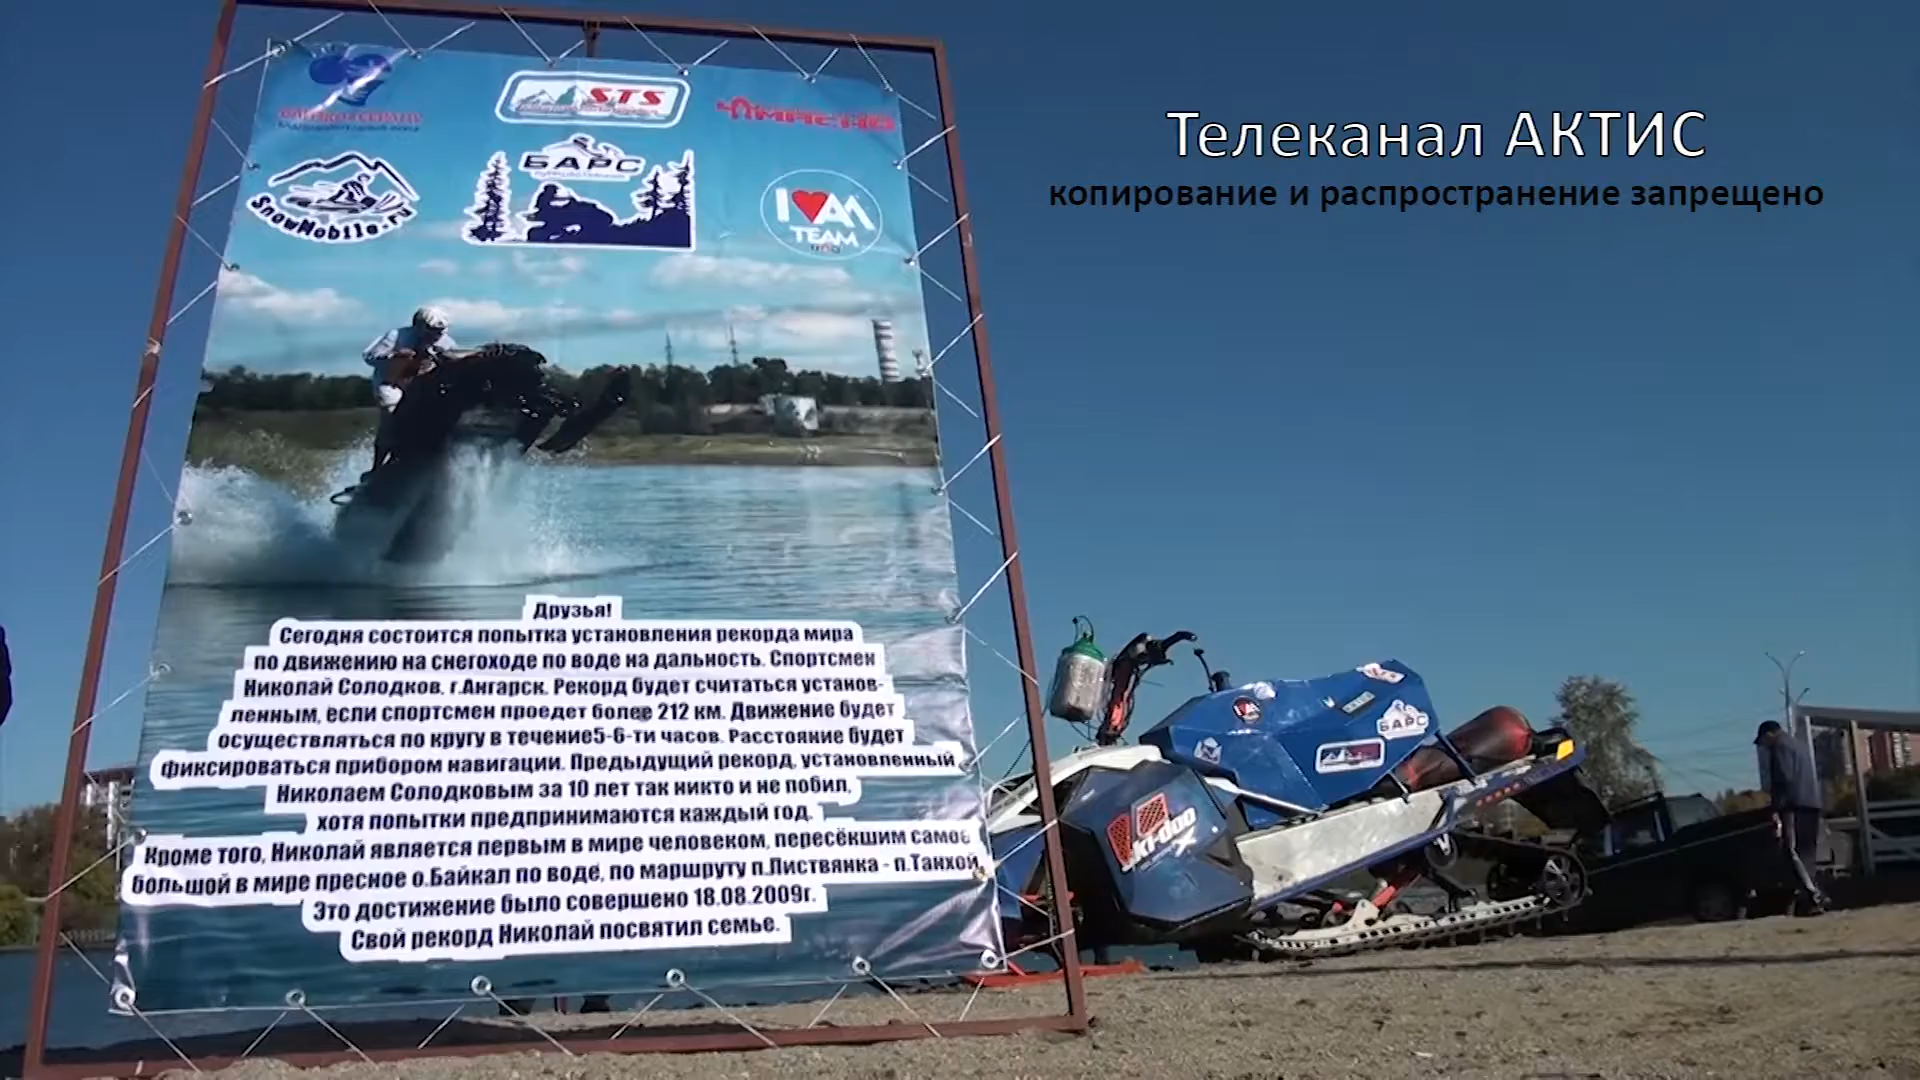 STS
SnowMobile.ru
БАРС
I AM
TEAM
Телеканал АКТИС
копирование и распространение запрещено
Друзья!
Сегодня состоится попытка установления рекорда мира
по движению на снегоходе по воде на дальность. Спортсмен
Николай Солодков. г.Ангарск. Рекорд будет считаться установ-
ленным, если спортсмен проедет более 212 км. Движение будет
осуществляться по кругу в течение5-6-ти часов. Расстояние будет
фиксироваться прибором навигации. Предыдущий рекорд, установленный
Николаем Солодковым за 10 лет так никто и не побил,
хотя попытки предпринимаются каждый год.
Кроме того, Николай является первым в мире человеком, пересёкшим самое
большой в мире пресное о.Байкал по воде, по маршруту п.Листвянка - п.Танхой.
Это достижение было совершено 18.08.2009г.
Свой рекорд Николай посвятил семье.
БАРС
ski-doo
X